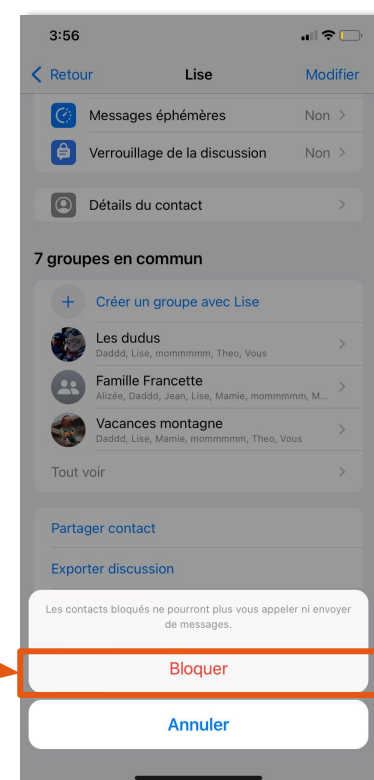 3:56
Retour Lise Modifier
Messages éphémères Non
Verrouillage de la discussion Non
Détails du contact
7 groupes en commun
+ Créer un groupe avec Lise
Les dudus
Daddd, Lise, mommmmm, Theo, Vous
Famille Francette
Alizée, Daddd, Jean, Lise, Mamie, mommmmm, M...
Vacances montagne
Daddd, Lise, Mamie, mommmmm, Theo, Vous
Tout voir
Partager contact
Exporter discussion
Les contacts bloqués ne pourront plus vous appeler ni envoyer
de messages.
Bloquer
Annuler